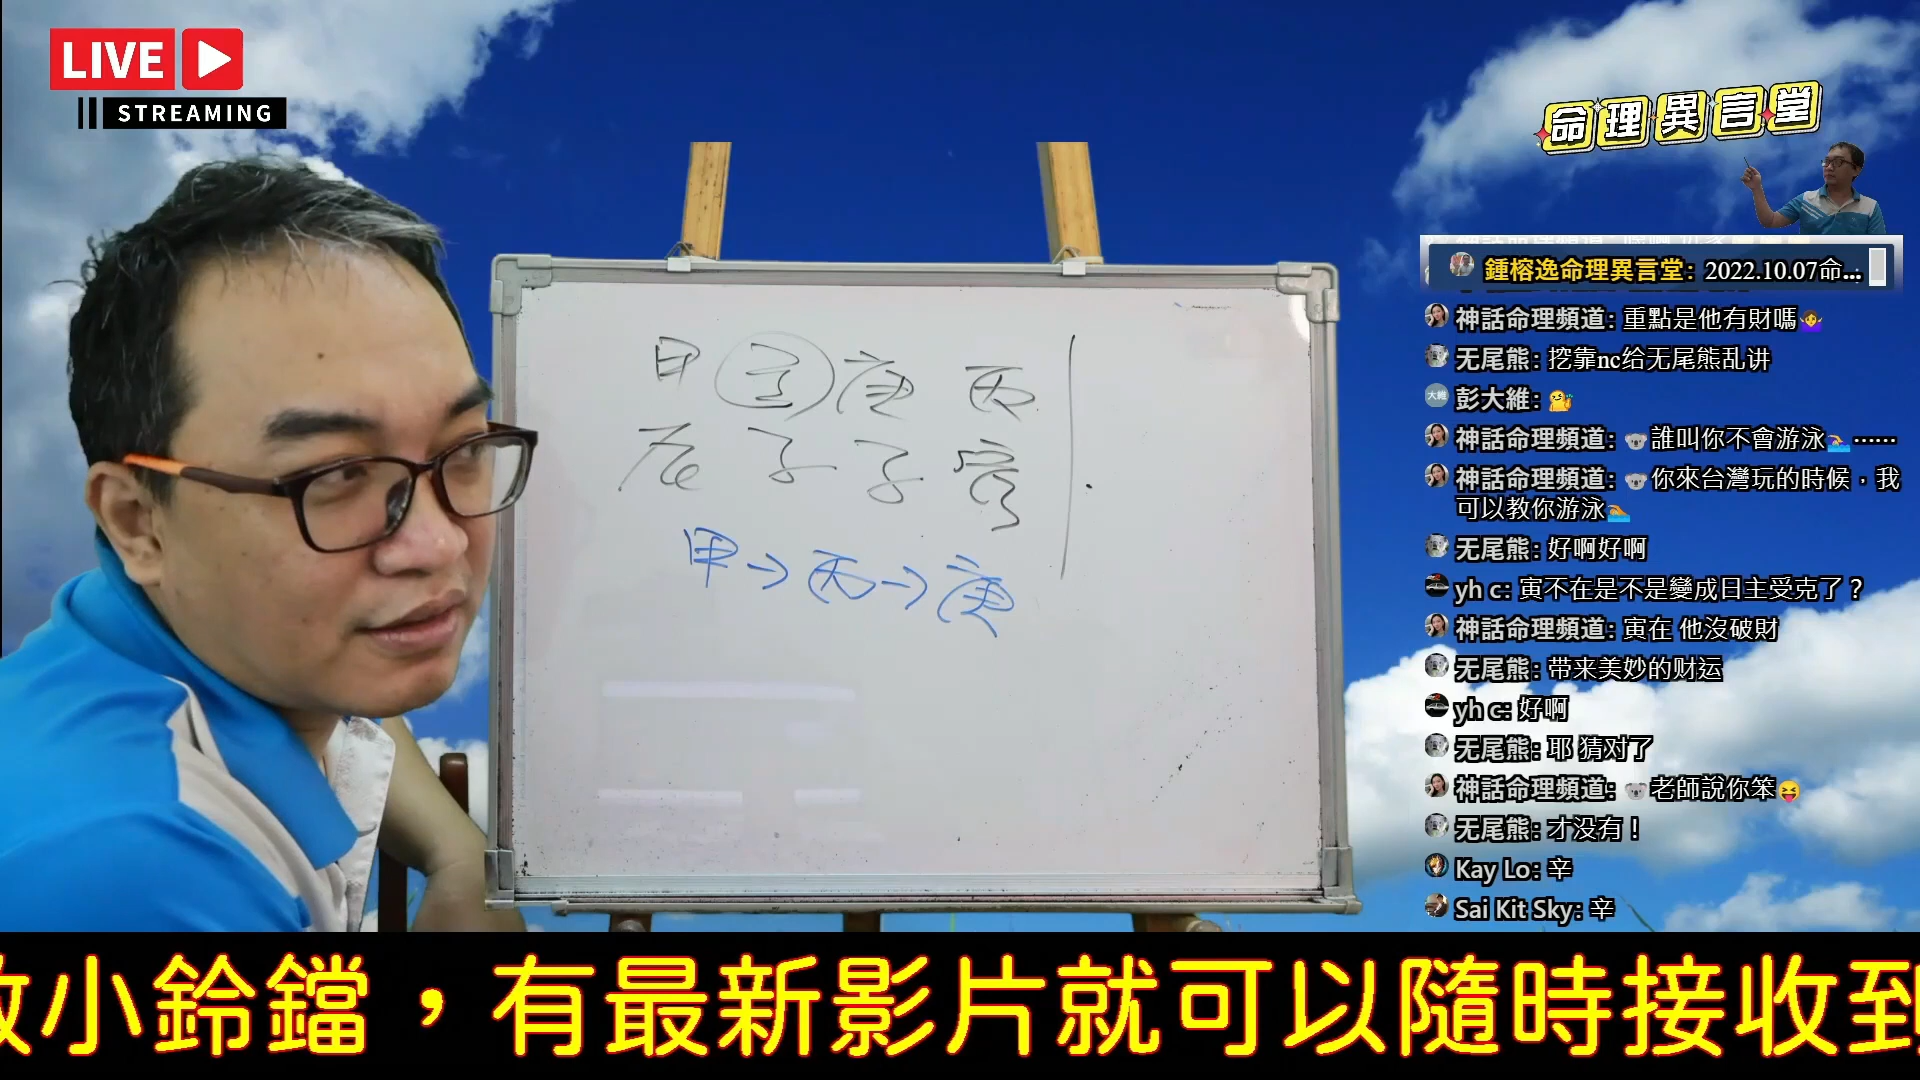 LIVE
STREAMING
命理異言堂
鍾榕逸命理異言堂: 2022.10.07命...
神話命理頻道: 重點是他有財嗎🤷‍♀️
无尾熊: 挖靠nc给无尾熊乱讲
大維
彭大維:
神話命理頻道: 🐨誰叫你不會游泳🏊‍♀️……
神話命理頻道: 🐨你來台灣玩的時候，我
可以教你游泳🏊
无尾熊: 好啊好啊
yh c: 寅不在是不是變成日主受克了？
神話命理頻道: 寅在 他沒破財
无尾熊: 带来美妙的财运
yh c: 好啊
无尾熊: 耶 猜对了
神話命理頻道: 🐨老師說你笨😝
无尾熊: 才没有！
Kay Lo: 辛
Sai Kit Sky: 辛
甲 壬 庚 丙
辰 子 子 寅
甲→丙→庚
小鈴鐺，有最新影片就可以隨時接收到